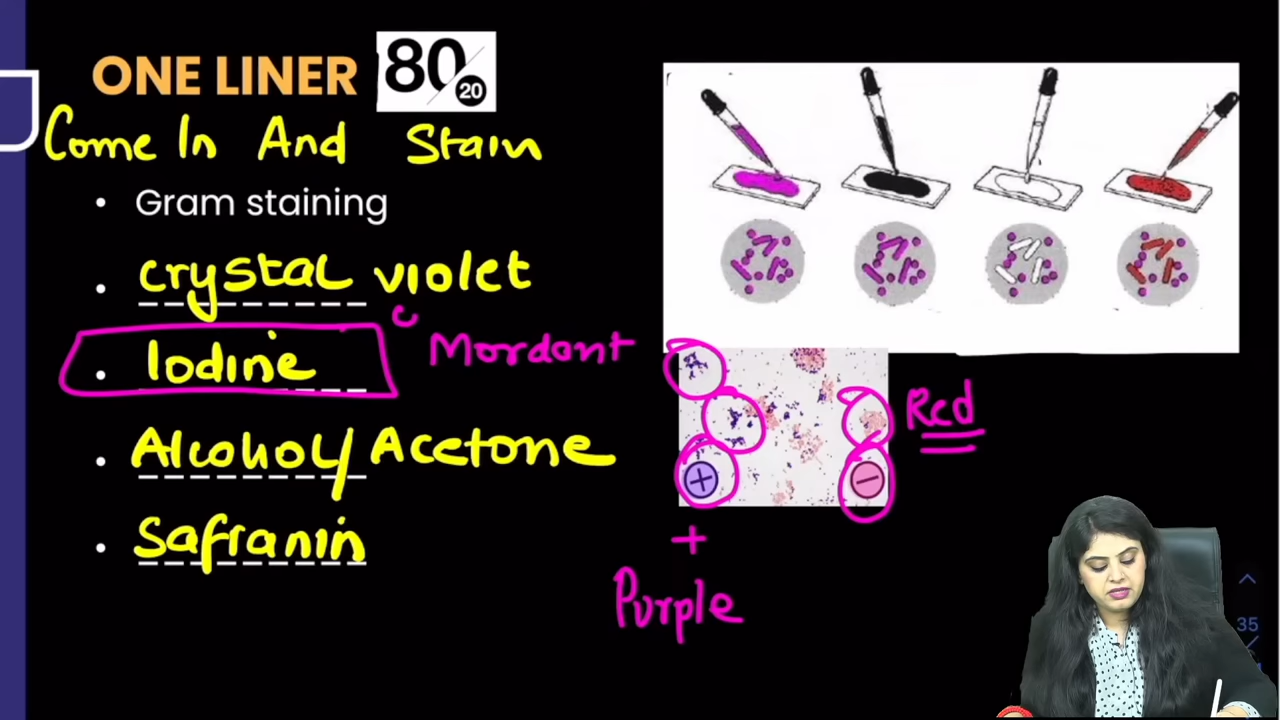 ONE LINER 80/20
Come In And Stain
• Gram staining
• crystal violet
• Iodine
Mordant
• Alcohol/Acetone
• Safranin
Red
+
−
+
Purple
35